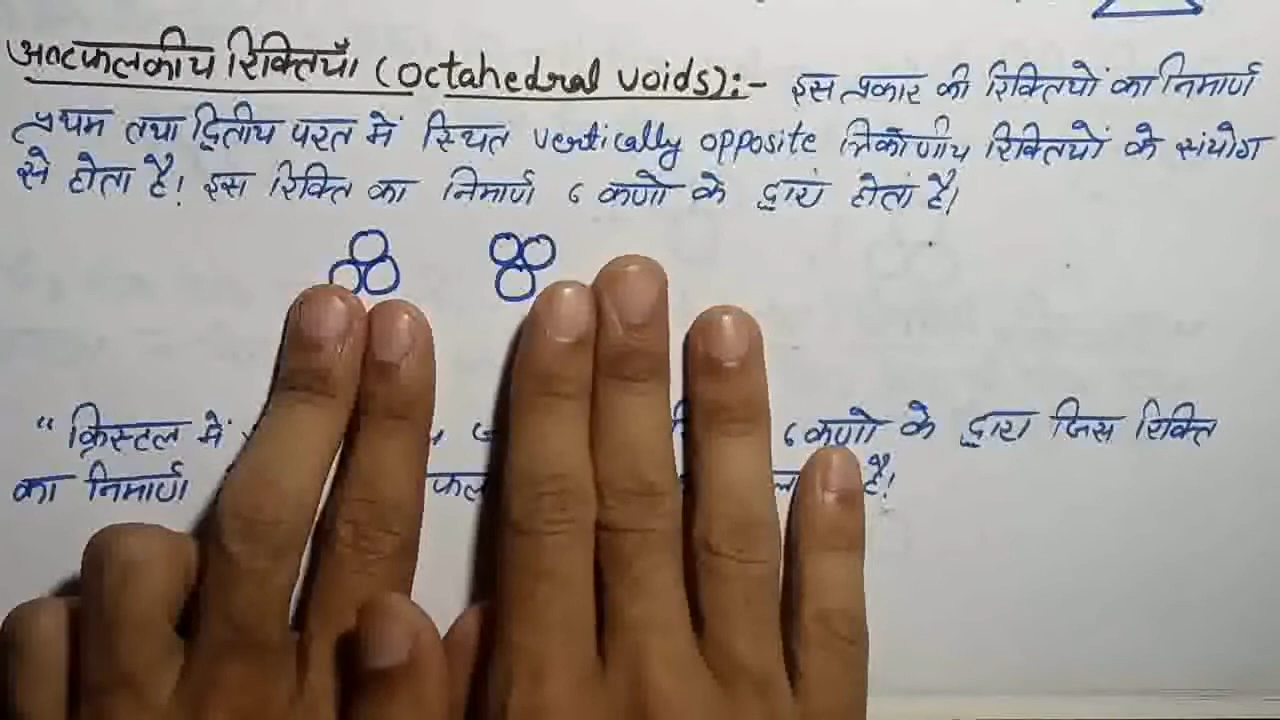 अष्टफलकीय रिक्तियाँ (Octahedral voids):- इस प्रकार की रिक्तियों का निमार्ण
प्रथम तथा द्वितीय परत में स्थित vertically opposite त्रिकोणीय रिक्तियों के संयोग
से होता है। इस रिक्ति का निमार्ण 6 कणो के द्वारा होता है।
"क्रिस्टल में 6 कणो के द्वारा जिस रिक्ति
का निमार्ण फल है।